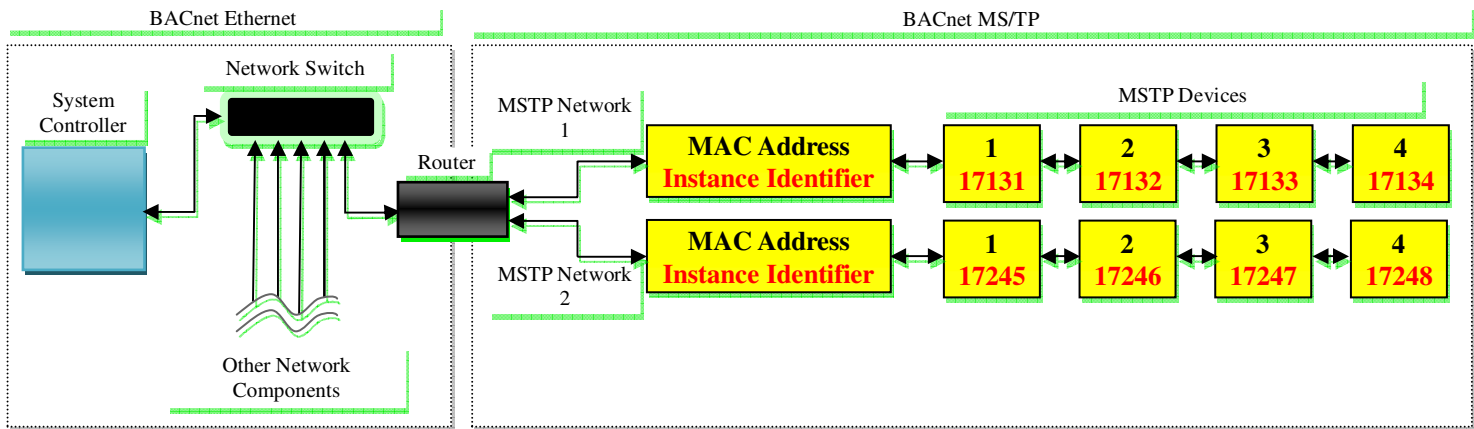 BACnet Ethernet
BACnet MS/TP
Network Switch
System
Controller
Router
Other Network
Components
MSTP Network
1
MSTP Devices
MAC Address
Instance Identifier
1
17131
2
17132
3
17133
4
17134
MAC Address
Instance Identifier
1
17245
2
17246
3
17247
4
17248
MSTP Network
2